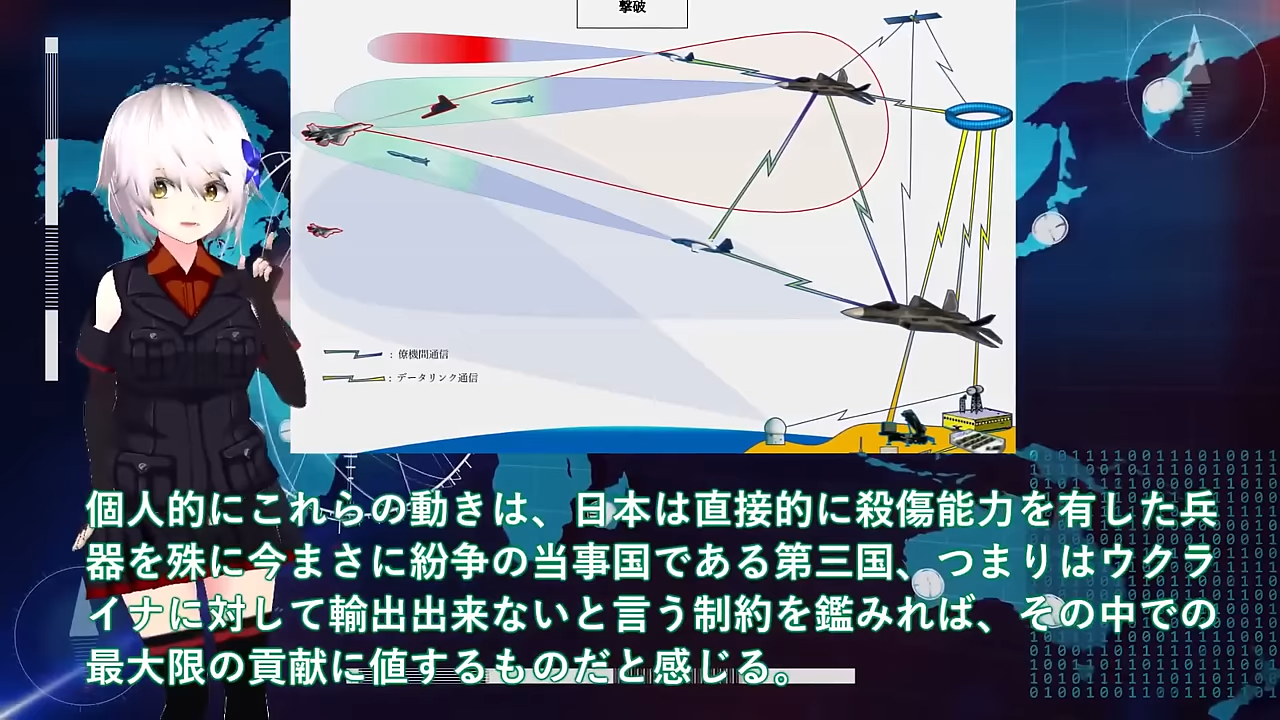 撃破
：僚機間通信
：データリンク通信
個人的にこれらの動きは、日本は直接的に殺傷能力を有した兵
器を殊に今まさに紛争の当事国である第三国、つまりはウクラ
イナに対して輸出出来ないと言う制約を鑑みれば、その中での
最大限の貢献に値するものだと感じる。